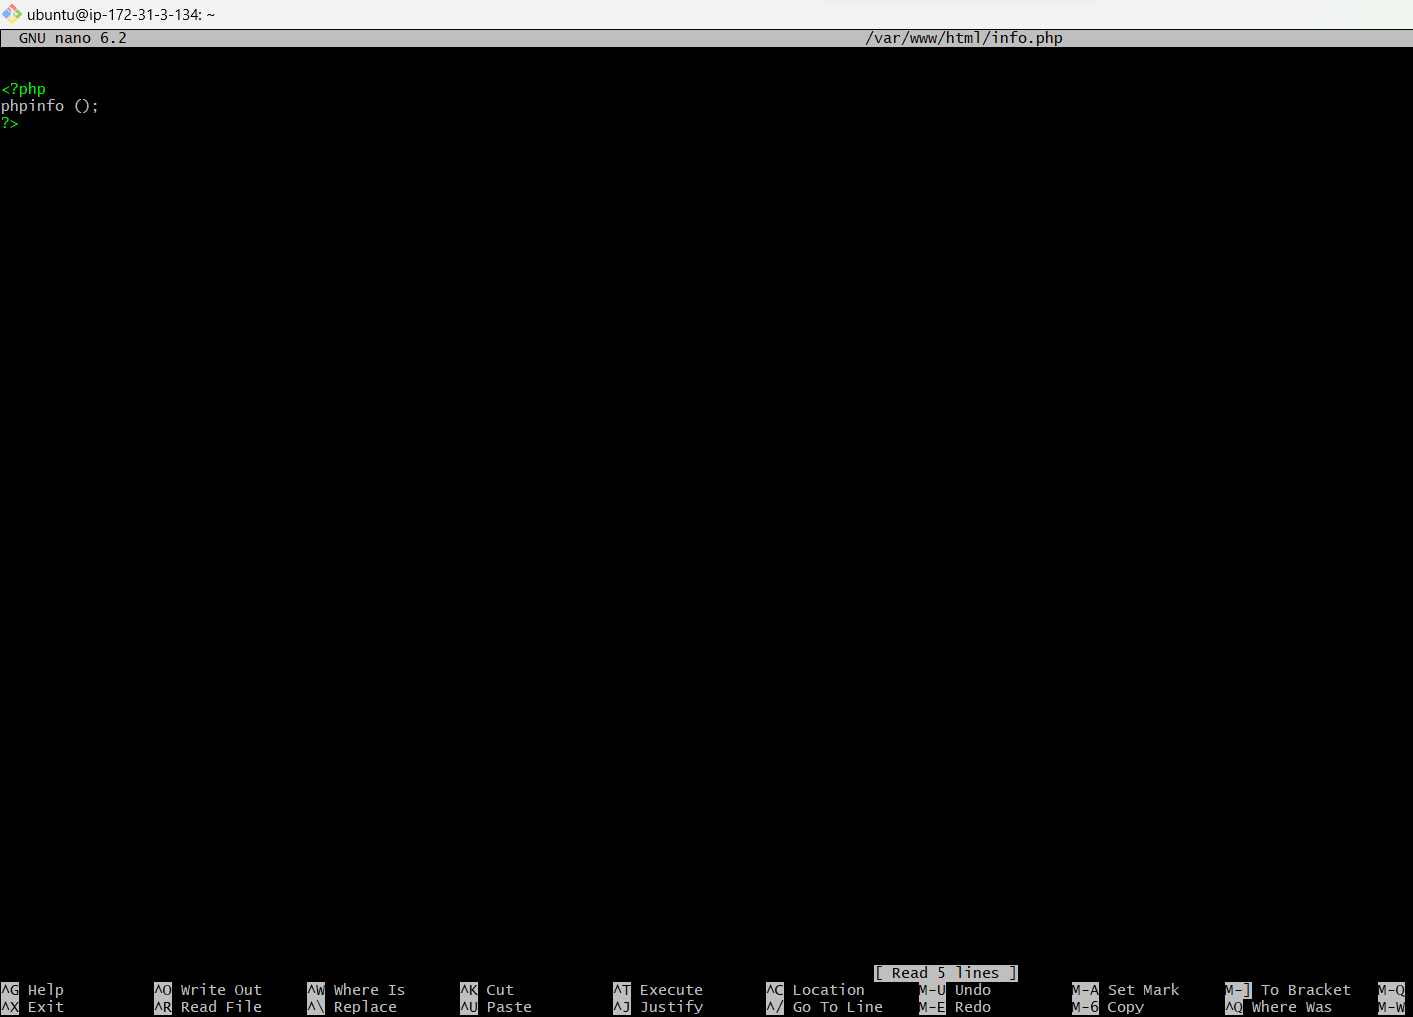 ubuntu@ip-172-31-3-134: ~
GNU nano 6.2 /var/www/html/info.php
<?php
phpinfo ();
?>
[ Read 5 lines ]
^G Help ^O Write Out ^W Where Is ^K Cut ^T Execute ^C Location M-U Undo M-A Set Mark M-] To Bracket M-Q
^X Exit ^R Read File ^\ Replace ^U Paste ^J Justify ^/ Go To Line M-E Redo M-6 Copy ^Q Where Was M-W